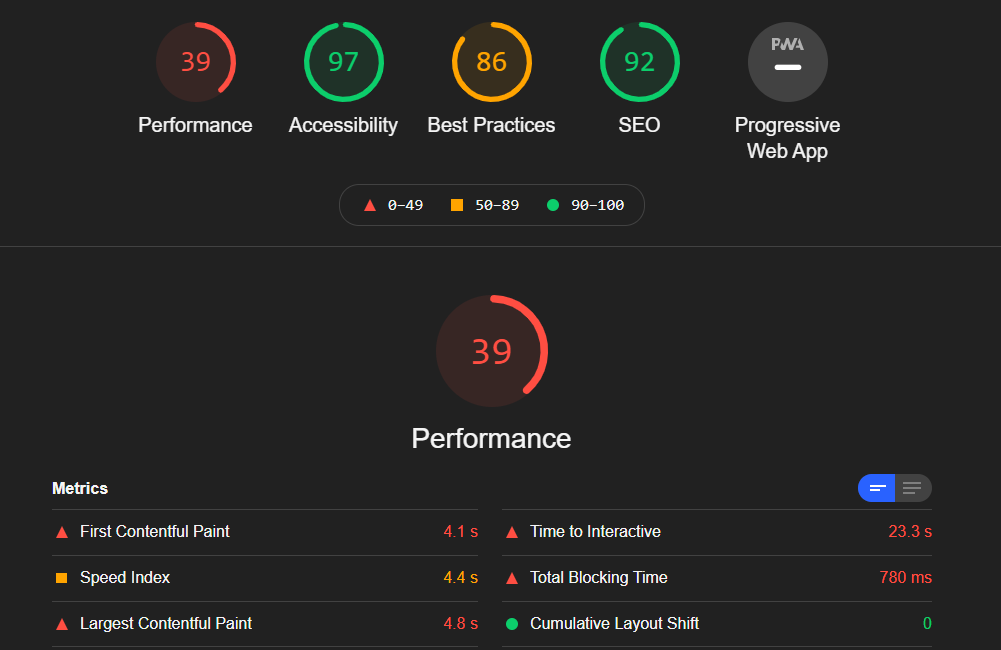 39 97 86 92 PWA
Performance Accessibility Best Practices SEO Progressive
Web App
0–49 50–89 90–100
39
Performance
Metrics
First Contentful Paint 4.1 s
Time to Interactive 23.3 s
Speed Index 4.4 s
Total Blocking Time 780 ms
Largest Contentful Paint 4.8 s
Cumulative Layout Shift 0